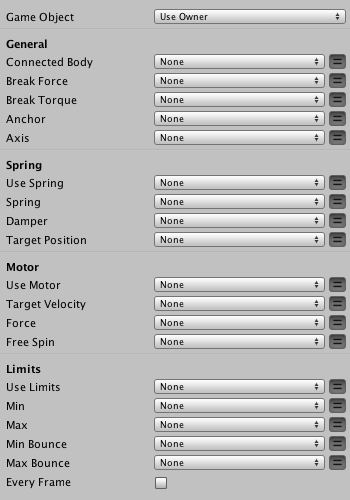 Game Object Use Owner
General
Connected Body None
Break Force None
Break Torque None
Anchor None
Axis None
Spring
Use Spring None
Spring None
Damper None
Target Position None
Motor
Use Motor None
Target Velocity None
Force None
Free Spin None
Limits
Use Limits None
Min None
Max None
Min Bounce None
Max Bounce None
Every Frame